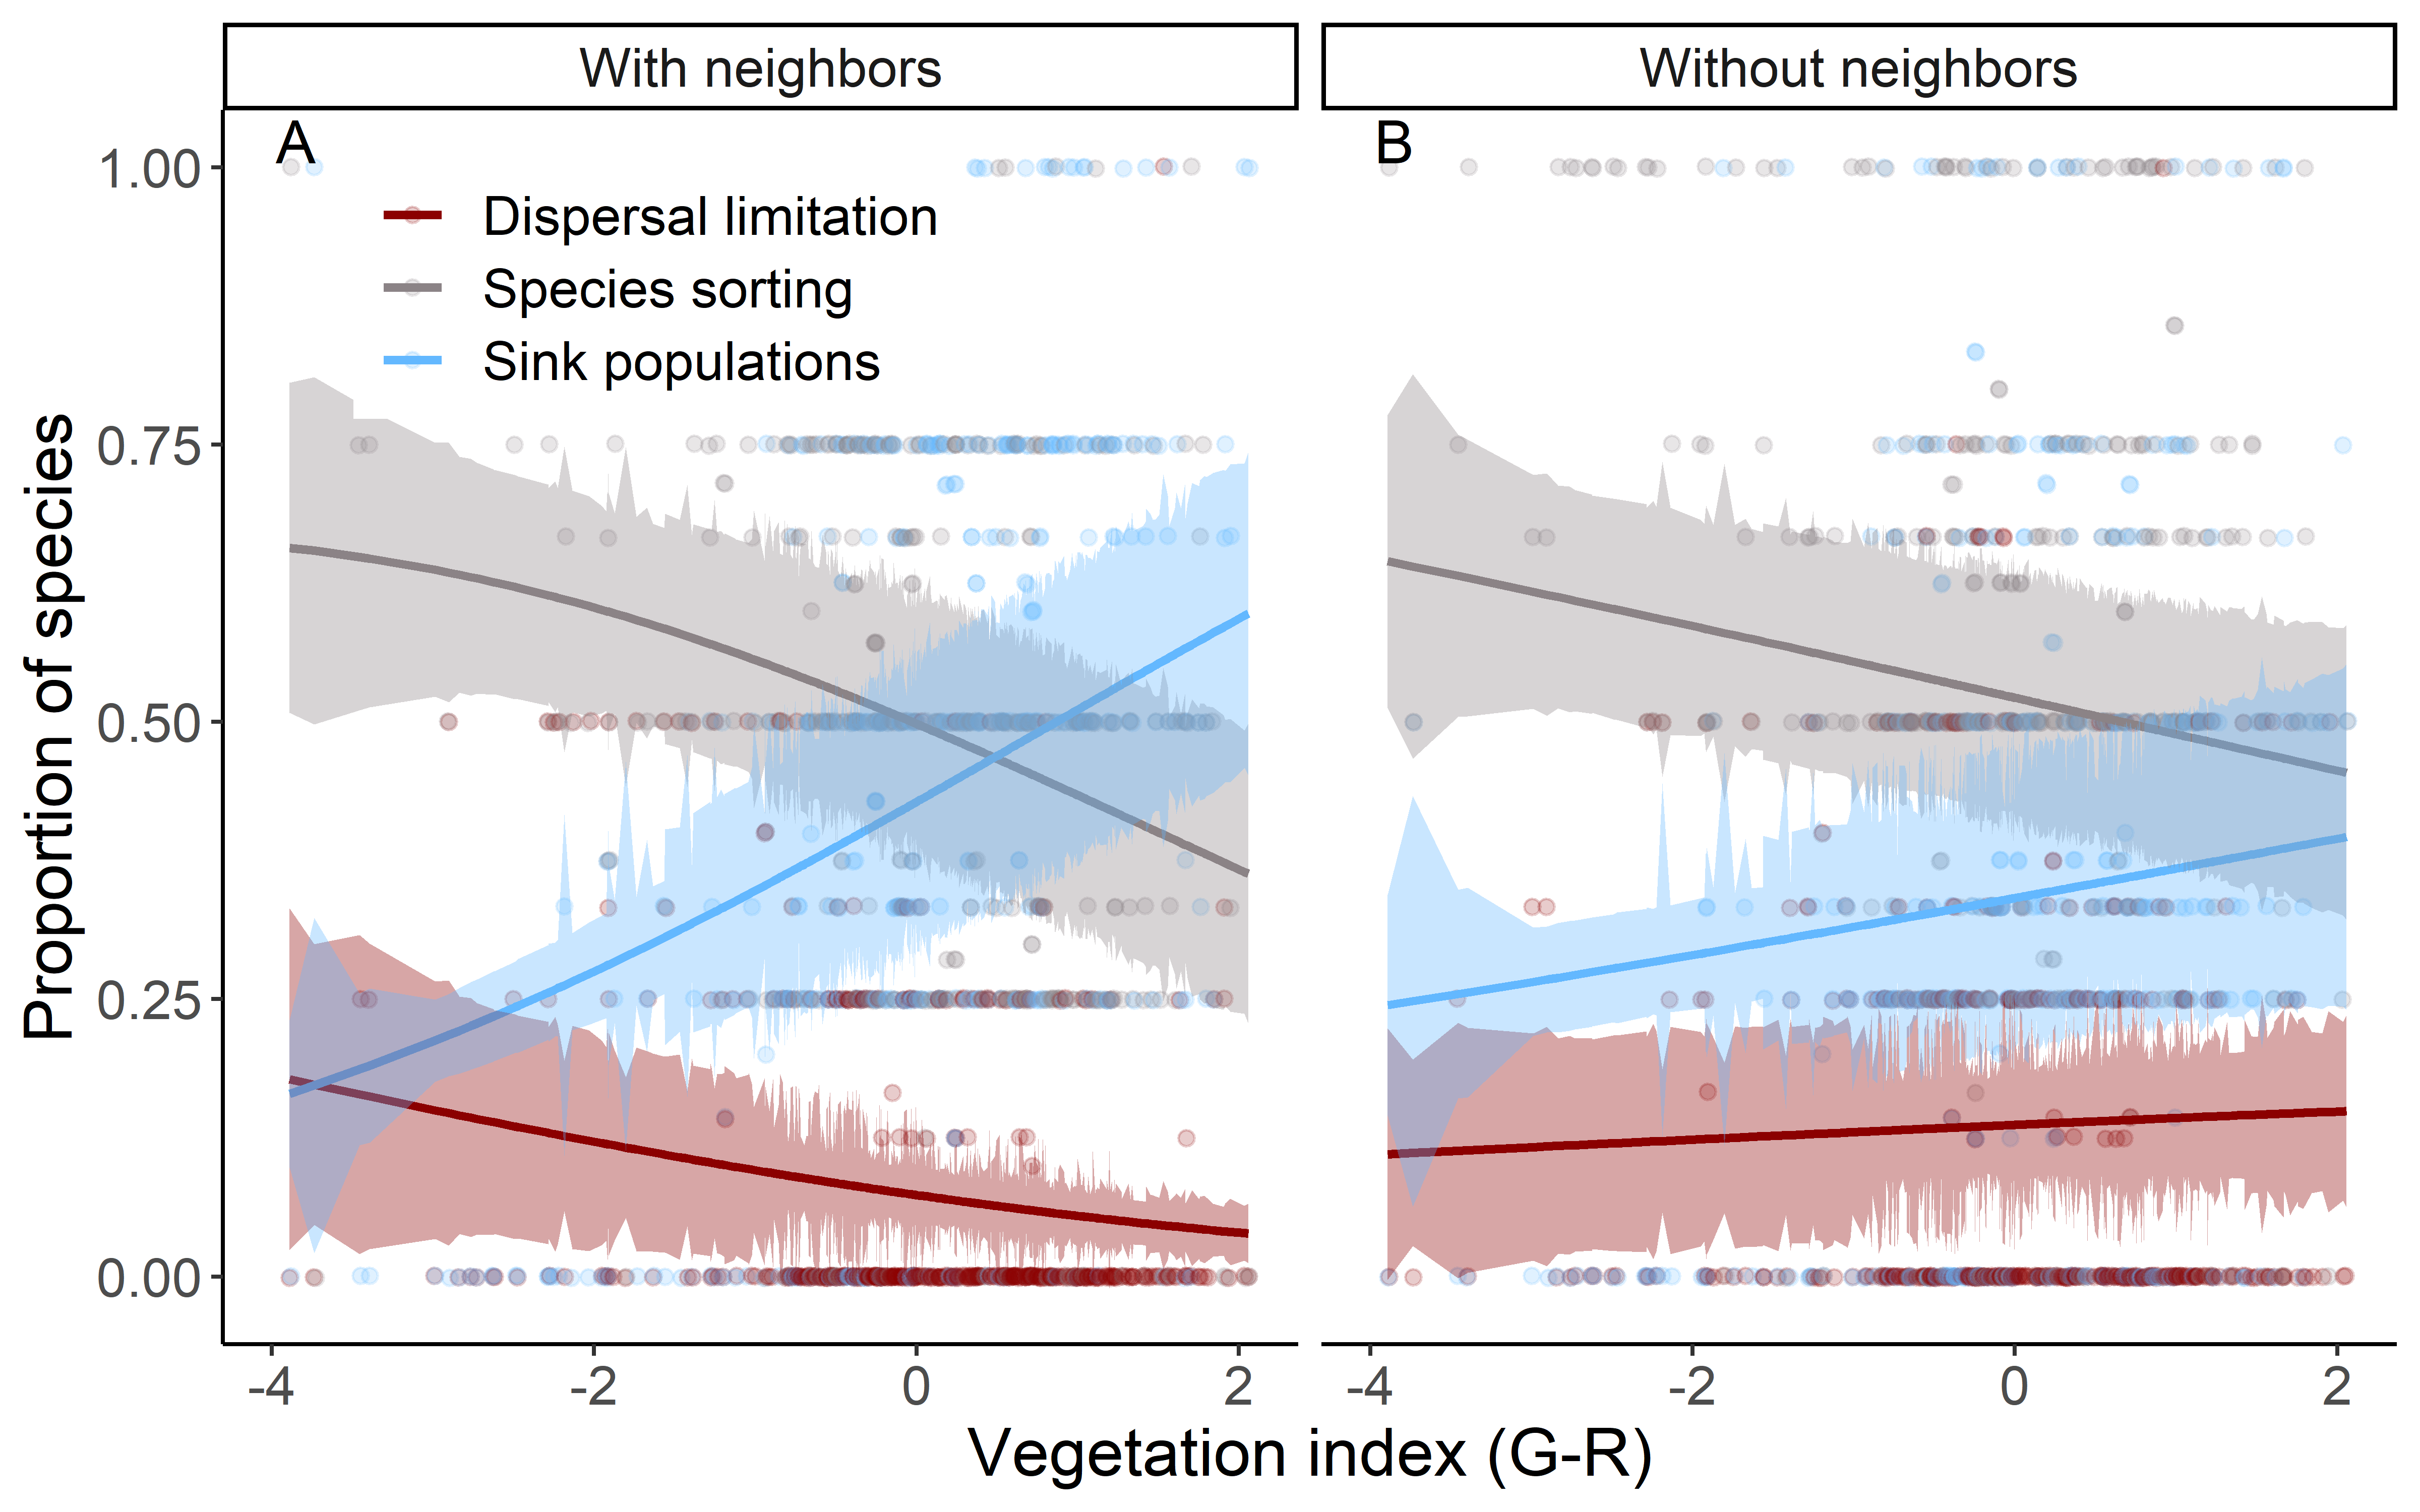 With neighbors
Without neighbors
A
B
Dispersal limitation
Species sorting
Sink populations
Proportion of species
1.00
0.75
0.50
0.25
0.00
-4 -2 0 2
-4 -2 0 2
Vegetation index (G-R)